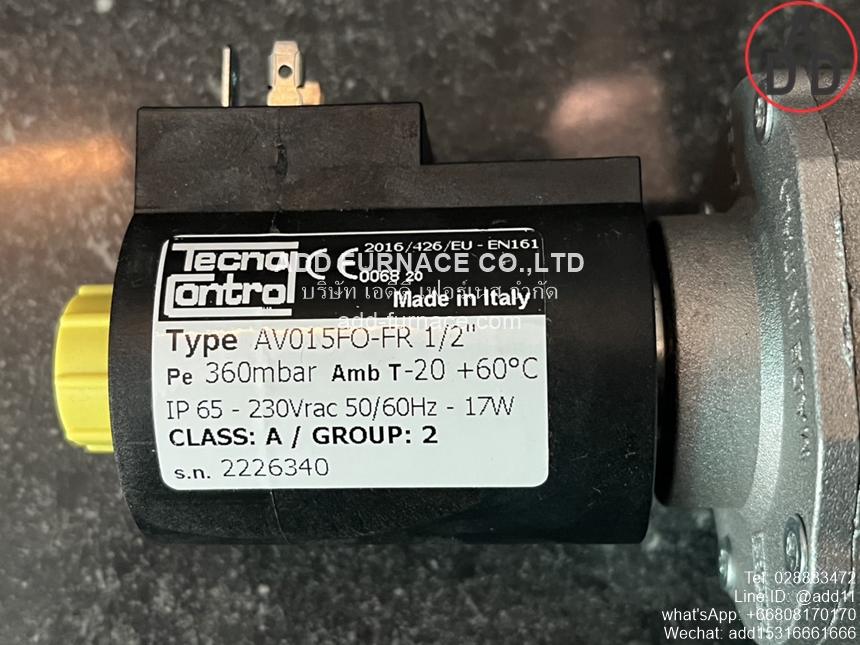 ADD
2016/426/EU - EN161
Tecno Control CE 0068 20
ADD FURNACE CO.,LTD
บริษัท เอดีดี เฟอร์เนส จำกัด
Made in Italy
add-furnace.com
Type AV015FO-FR 1/2"
Pe 360mbar Amb T-20 +60°C
IP 65 - 230Vrac 50/60Hz - 17W
CLASS: A / GROUP: 2
s.n. 2226340
Tel: 028883472
Line ID: @add11
what'sApp: +66808170170
Wechat: add15316661666